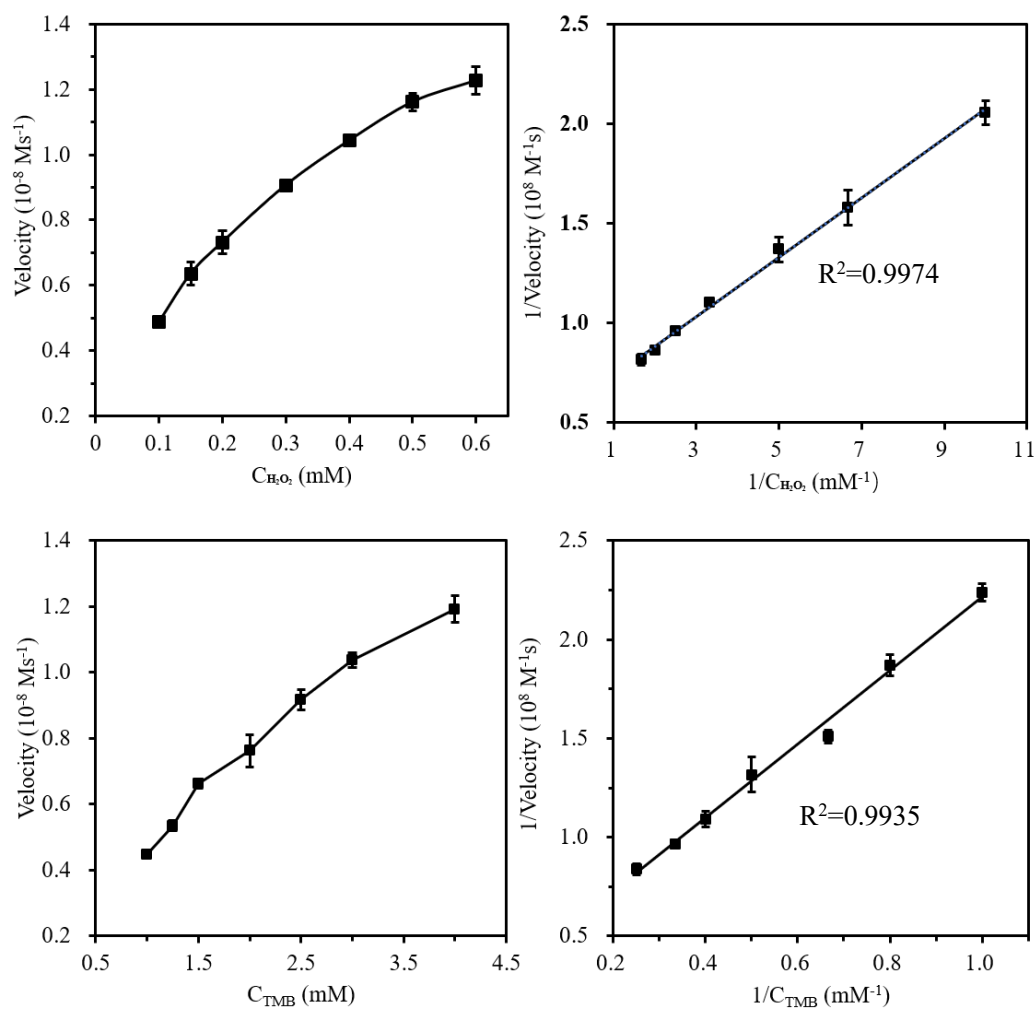 1.4
1.2
1.0
0.8
0.6
0.4
0.2
Velocity (10⁻⁸ Ms⁻¹)
0 0.1 0.2 0.3 0.4 0.5 0.6
C_H₂O₂ (mM)
2.5
2.0
1.5
1.0
0.5
1/Velocity (10⁸ M⁻¹s)
R²=0.9974
1 3 5 7 9 11
1/C_H₂O₂ (mM⁻¹)
1.4
1.2
1.0
0.8
0.6
0.4
0.2
Velocity (10⁻⁸ Ms⁻¹)
0.5 1.5 2.5 3.5 4.5
C_TMB (mM)
2.5
2.0
1.5
1.0
0.5
1/Velocity (10⁸ M⁻¹s)
R²=0.9935
0.2 0.4 0.6 0.8 1.0
1/C_TMB (mM⁻¹)